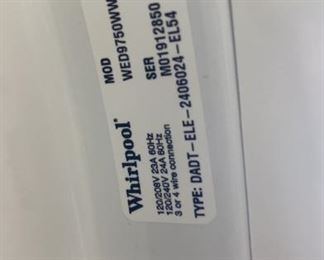 Whirlpool®
MOD
WED9750WW
SER
M01912850
120/208V 23A 60Hz
120/240V 24A 60Hz
3 or 4 wire connection
TYPE: DADT-ELE-2406024-EL54